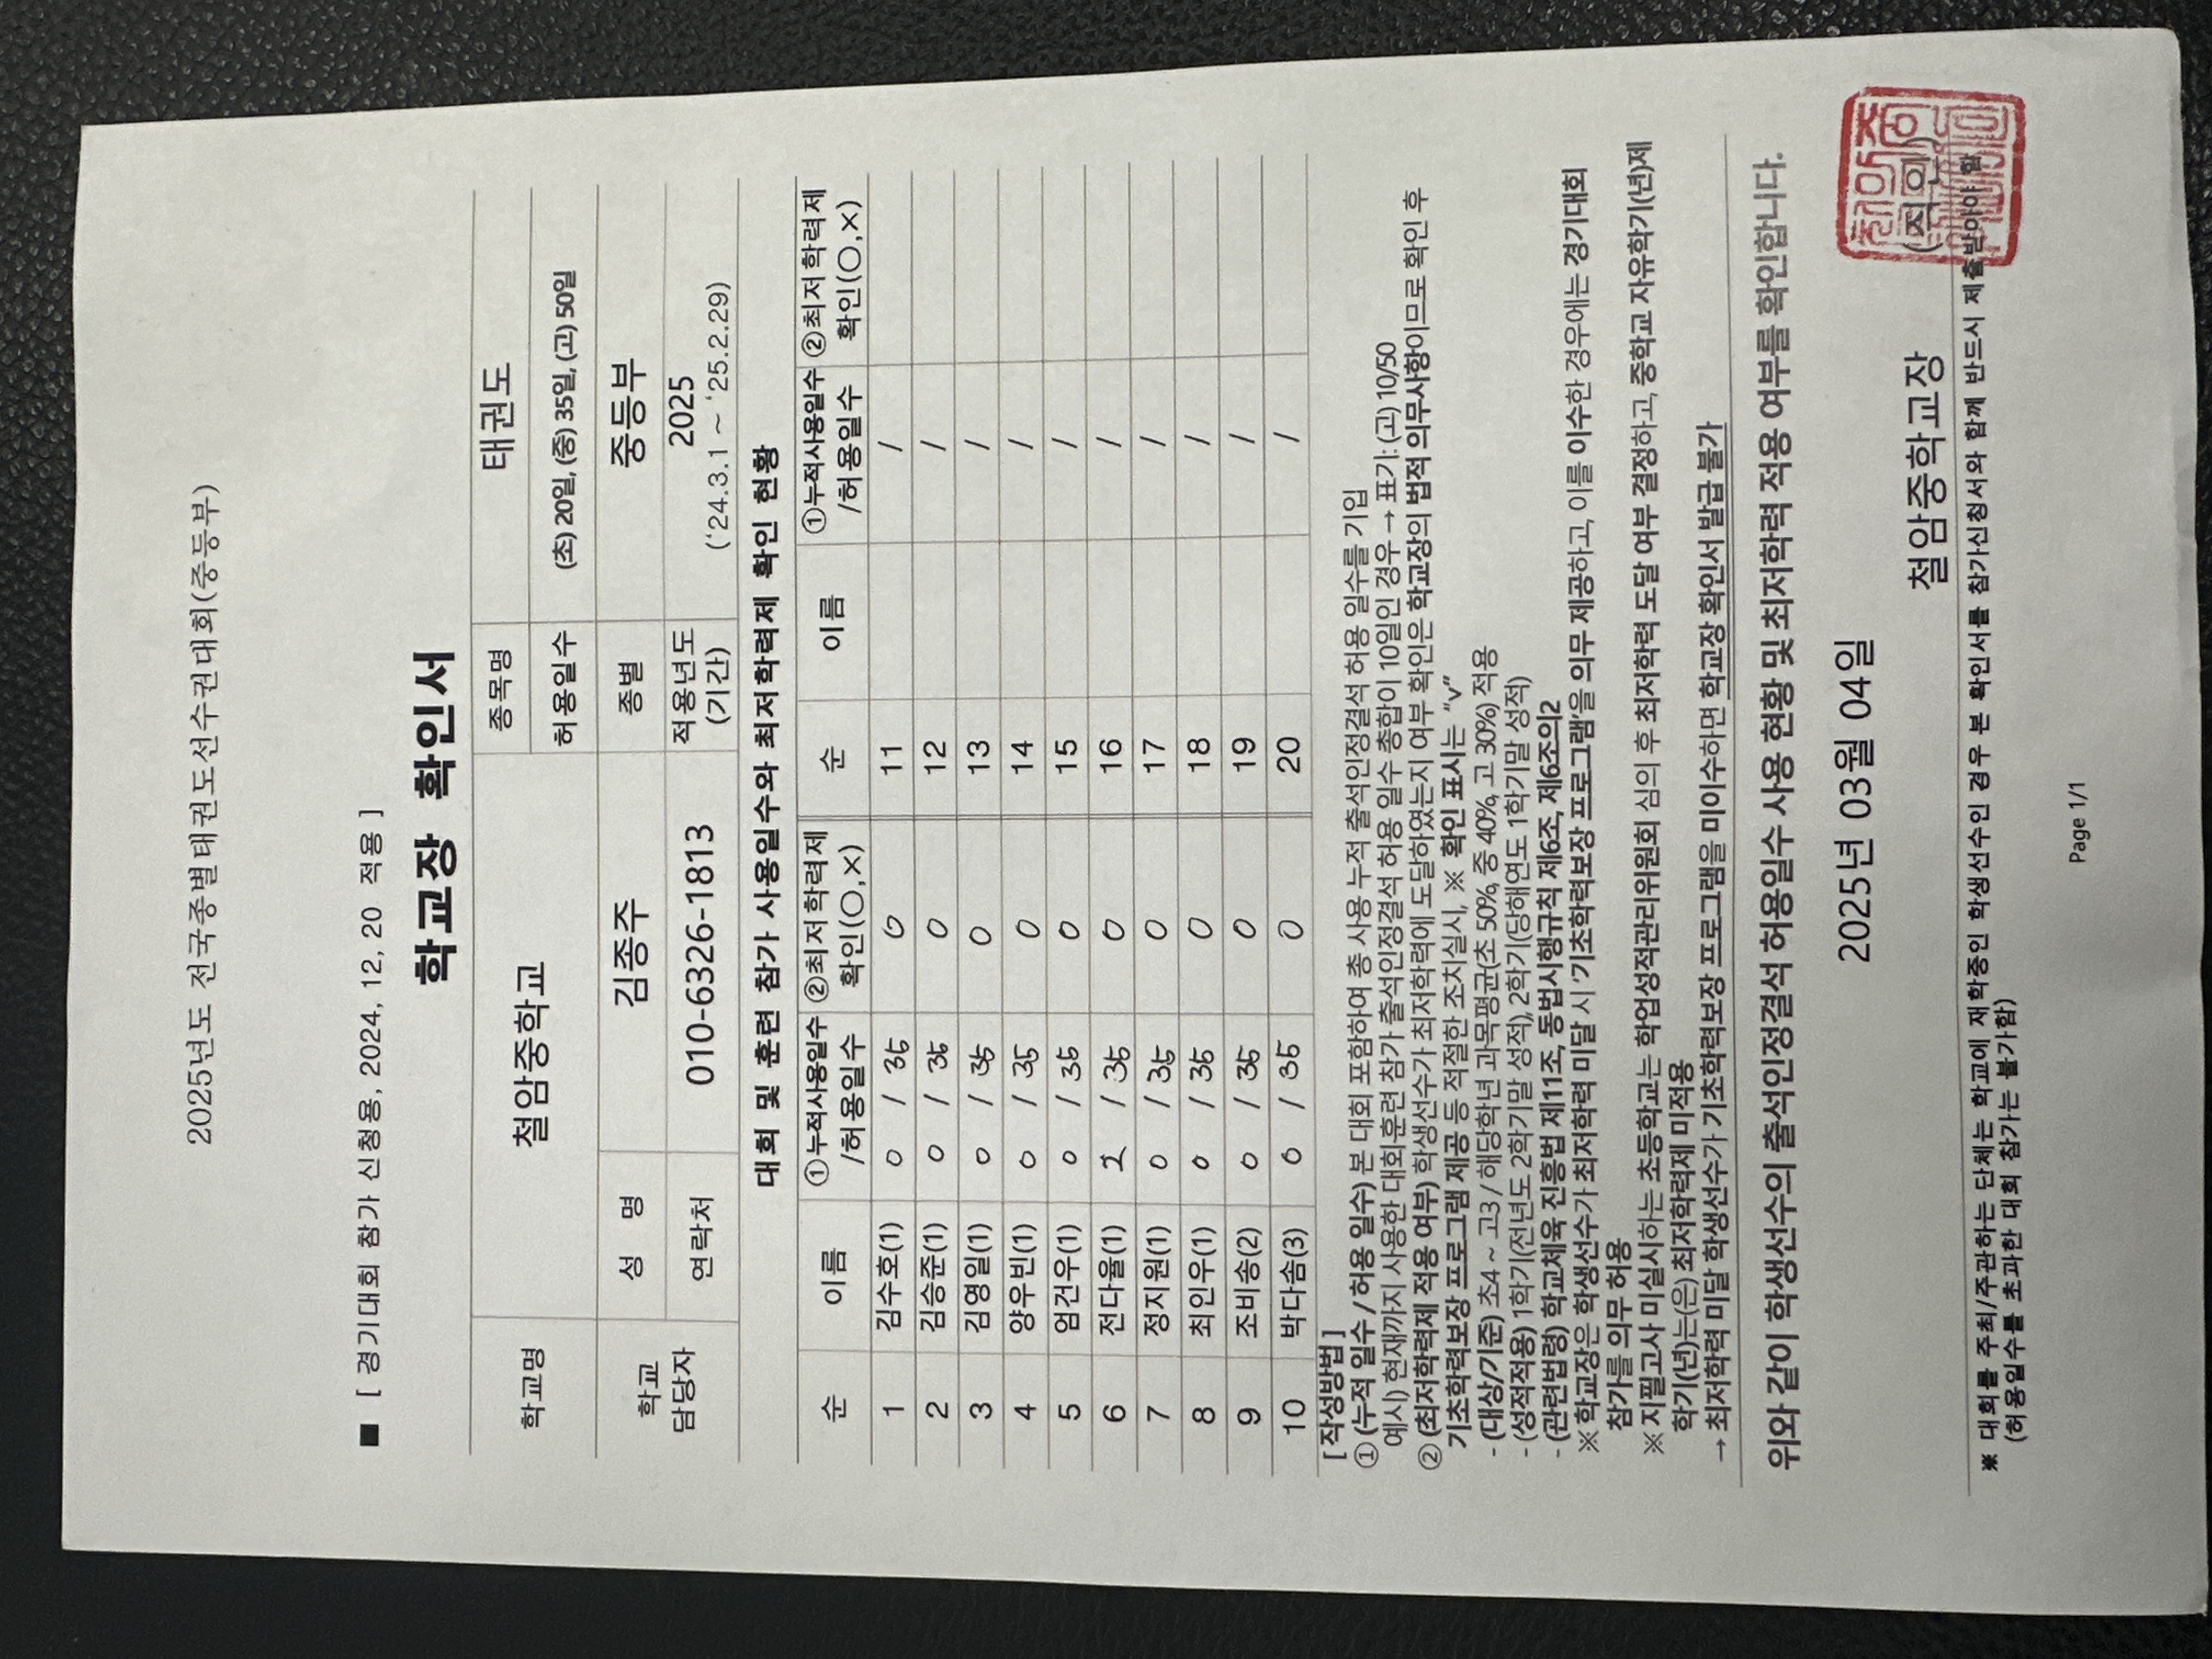 2025년도 전국종별태권도선수권대회(중등부)
■ [ 경기대회 참가 신청용, 2024, 12, 20 적용 ]
학교장 확인서
학교명 철암중학교 종목명 태권도
허용일수 (초) 20일, (중) 35일, (고) 50일
학교 담당자 성 명 김종주 종별 중등부
연락처 010-6326-1813 적용년도 (기간) 2025
(‘24.3.1 ~ ‘25.2.29)
대회 및 훈련 참가 사용일수와 최저학력제 확인 현황
순 이름 ①누적사용일수 /허용일수 ②최저학력제 확인(○,×) 순 이름 ①누적사용일수 /허용일수 ②최저학력제 확인(○,×)
1 김수호(1) 0 / 35 0 11 /
2 김승준(1) 0 / 35 0 12 /
3 김영일(1) 0 / 35 0 13 /
4 양우빈(1) 0 / 35 0 14 /
5 엄건우(1) 0 / 35 0 15 /
6 전다율(1) 2 / 35 0 16 /
7 정지원(1) 0 / 35 0 17 /
8 최인우(1) 0 / 35 0 18 /
9 조비송(2) 0 / 35 0 19 /
10 박다솜(3) 0 / 35 0 20 /
[ 작성방법 ]
① (누적 일수 / 허용 일수) 본 대회 포함하여 총 사용 누적 출석인정결석 허용 일수를 기입
예시) 현재까지 사용한 대회훈련 참가 출석인정결석 허용 일수 총합이 10일인 경우 → 표기: (고) 10/50
② (최저학력제 적용 여부) 학생선수가 최저학력에 도달하였는지 여부 확인은 학교장의 법적 의무사항이므로 확인 후
기초학력보장 프로그램 제공 등 적절한 조치실시, ※ 확인 표시는 “v”
- (대상/기준) 초4 ~ 고3 / 해당학년 과목평균(초 50%, 중 40%, 고 30%) 적용
- (성적적용) 1학기(전년도 2학기말 성적), 2학기(당해연도 1학기말 성적)
- (관련법령) 학교체육 진흥법 제11조, 동법시행규칙 제6조, 제6조의2
※ 학교장은 학생선수가 최저학력 미달 시 ‘기초학력보장 프로그램’을 의무 제공하고, 이를 이수한 경우에는 경기대회
참가를 의무 허용
※ 지필고사 미실시하는 초등학교는 학업성적관리위원회 심의 후 최저학력 도달 여부 결정하고, 중학교 자유학기(년)제
학기(년)는(은) 최저학력제 미적용
→ 최저학력 미달 학생선수가 기초학력보장 프로그램을 미이수하면 학교장 확인서 발급 불가
위와 같이 학생선수의 출석인정결석 허용일수 사용 현황 및 최저학력 적용 여부를 확인합니다.
2025년 03월 04일
철암중학교장 (직인)
※ 대회를 주최/주관하는 단체는 학교에 재학중인 학생선수인 경우 본 확인서를 참가신청서와 함께 반드시 제출받아야 함
(허용일수를 초과한 대회 참가는 불가함)
Page 1/1